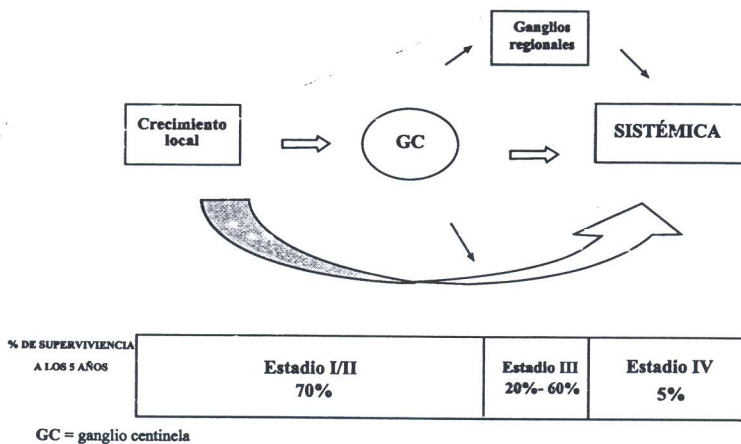 Ganglios
regionales
Crecimiento
local
GC
SISTÉMICA
% DE SUPERVIVIENCIA
A LOS 5 AÑOS
Estadio I/II
70%
Estadio III
20%- 60%
Estadio IV
5%
GC = ganglio centinela